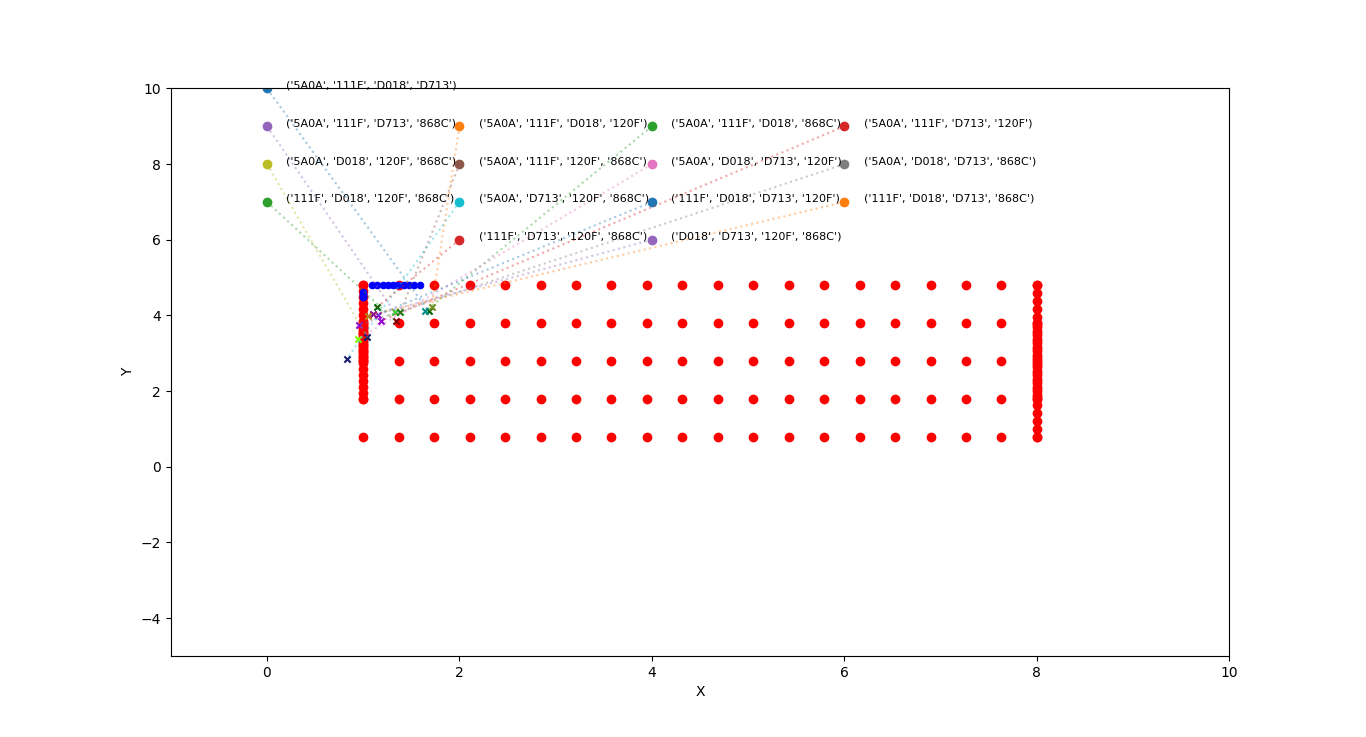 ('5A0A', '111F', 'D018', 'D713')
('5A0A', '111F', 'D713', '868C') ('5A0A', '111F', 'D018', '120F') ('5A0A', '111F', 'D018', '868C') ('5A0A', '111F', 'D713', '120F')
('5A0A', 'D018', '120F', '868C') ('5A0A', '111F', '120F', '868C') ('5A0A', 'D018', 'D713', '120F') ('5A0A', 'D018', 'D713', '868C')
('111F', 'D018', '120F', '868C') ('5A0A', 'D713', '120F', '868C') ('111F', 'D018', 'D713', '120F') ('111F', 'D018', 'D713', '868C')
('111F', 'D713', '120F', '868C') ('D018', 'D713', '120F', '868C')
10
8
6
4
2
0
−2
−4
Y
0 2 4 6 8 10
X